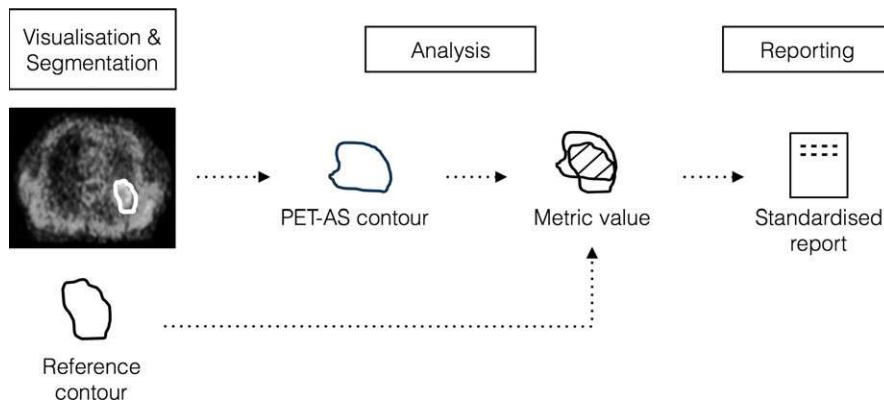 Visualisation &
Segmentation
Analysis
Reporting
PET-AS contour
Metric value
Standardised
report
Reference
contour